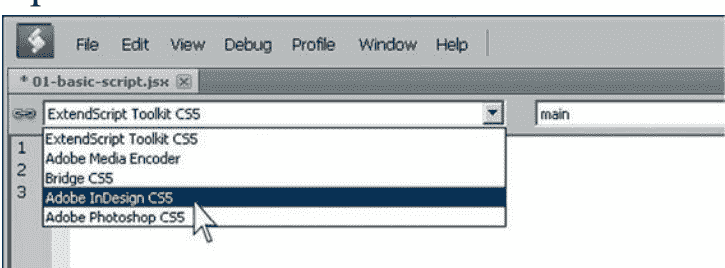 File Edit View Debug Profile Window Help
* 01-basic-script.jsx
ExtendScript Toolkit CS5 main
1 ExtendScript Toolkit CS5
Adobe Media Encoder
2 Bridge CS5
3 Adobe InDesign CS5
Adobe Photoshop CS5